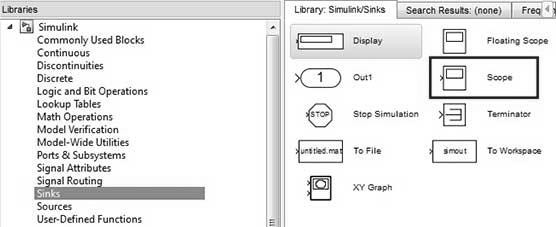 Libraries
Simulink
Commonly Used Blocks
Continuous
Discontinuities
Discrete
Logic and Bit Operations
Lookup Tables
Math Operations
Model Verification
Model-Wide Utilities
Ports & Subsystems
Signal Attributes
Signal Routing
Sinks
Sources
User-Defined Functions
Library: Simulink/Sinks
Search Results: (none)
Freq
Display
Floating Scope
1
Out1
Scope
STOP
Stop Simulation
Terminator
untitled.mat
To File
simout
To Workspace
XY Graph